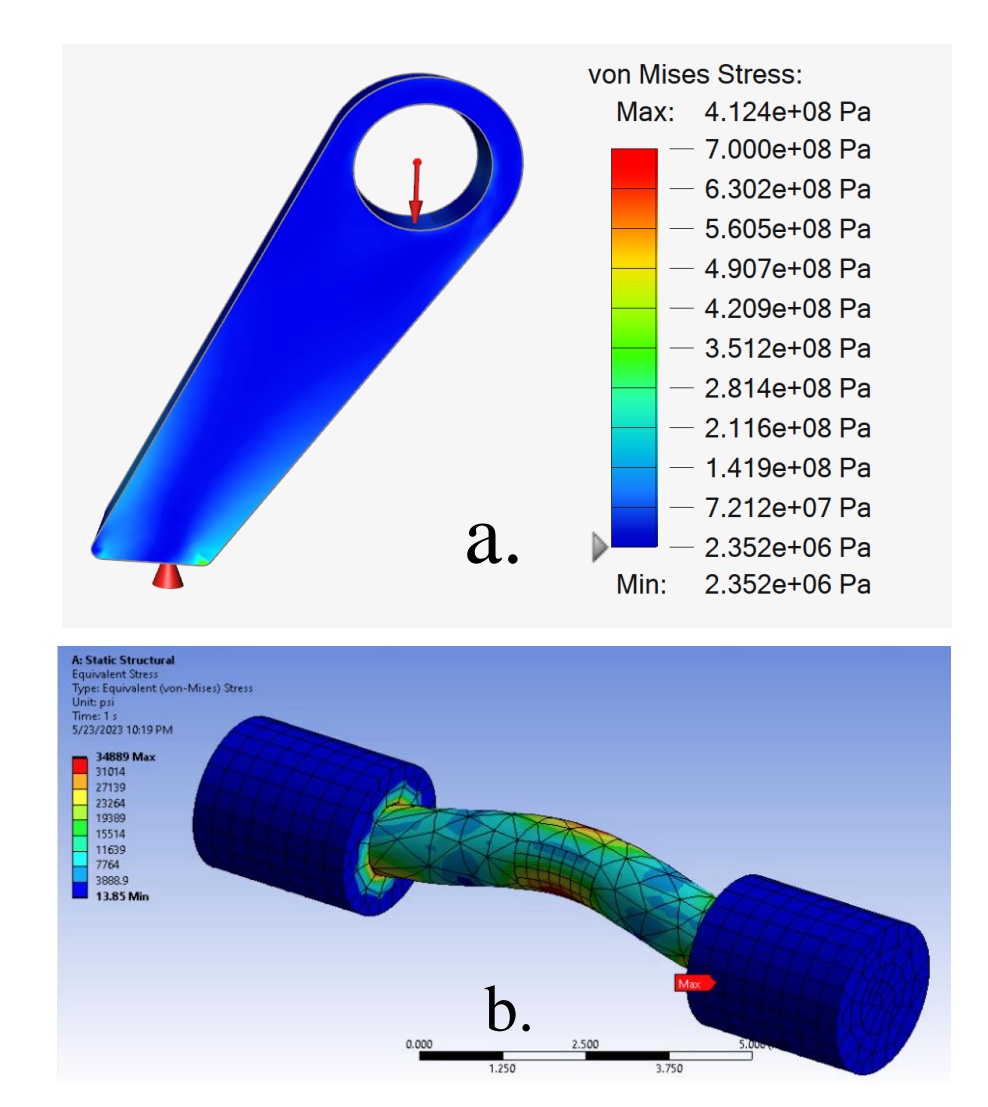 von Mises Stress:
Max: 4.124e+08 Pa
7.000e+08 Pa
6.302e+08 Pa
5.605e+08 Pa
4.907e+08 Pa
4.209e+08 Pa
3.512e+08 Pa
2.814e+08 Pa
2.116e+08 Pa
1.419e+08 Pa
7.212e+07 Pa
2.352e+06 Pa
Min: 2.352e+06 Pa
a.
A: Static Structural
Equivalent Stress
Type: Equivalent (von-Mises) Stress
Unit: psi
Time: 1 s
5/23/2023 10:19 PM
34889 Max
31014
27139
23264
19389
15514
11639
7764
3888.9
13.85 Min
Max
b.
0.000 2.500 5.000
1.250 3.750